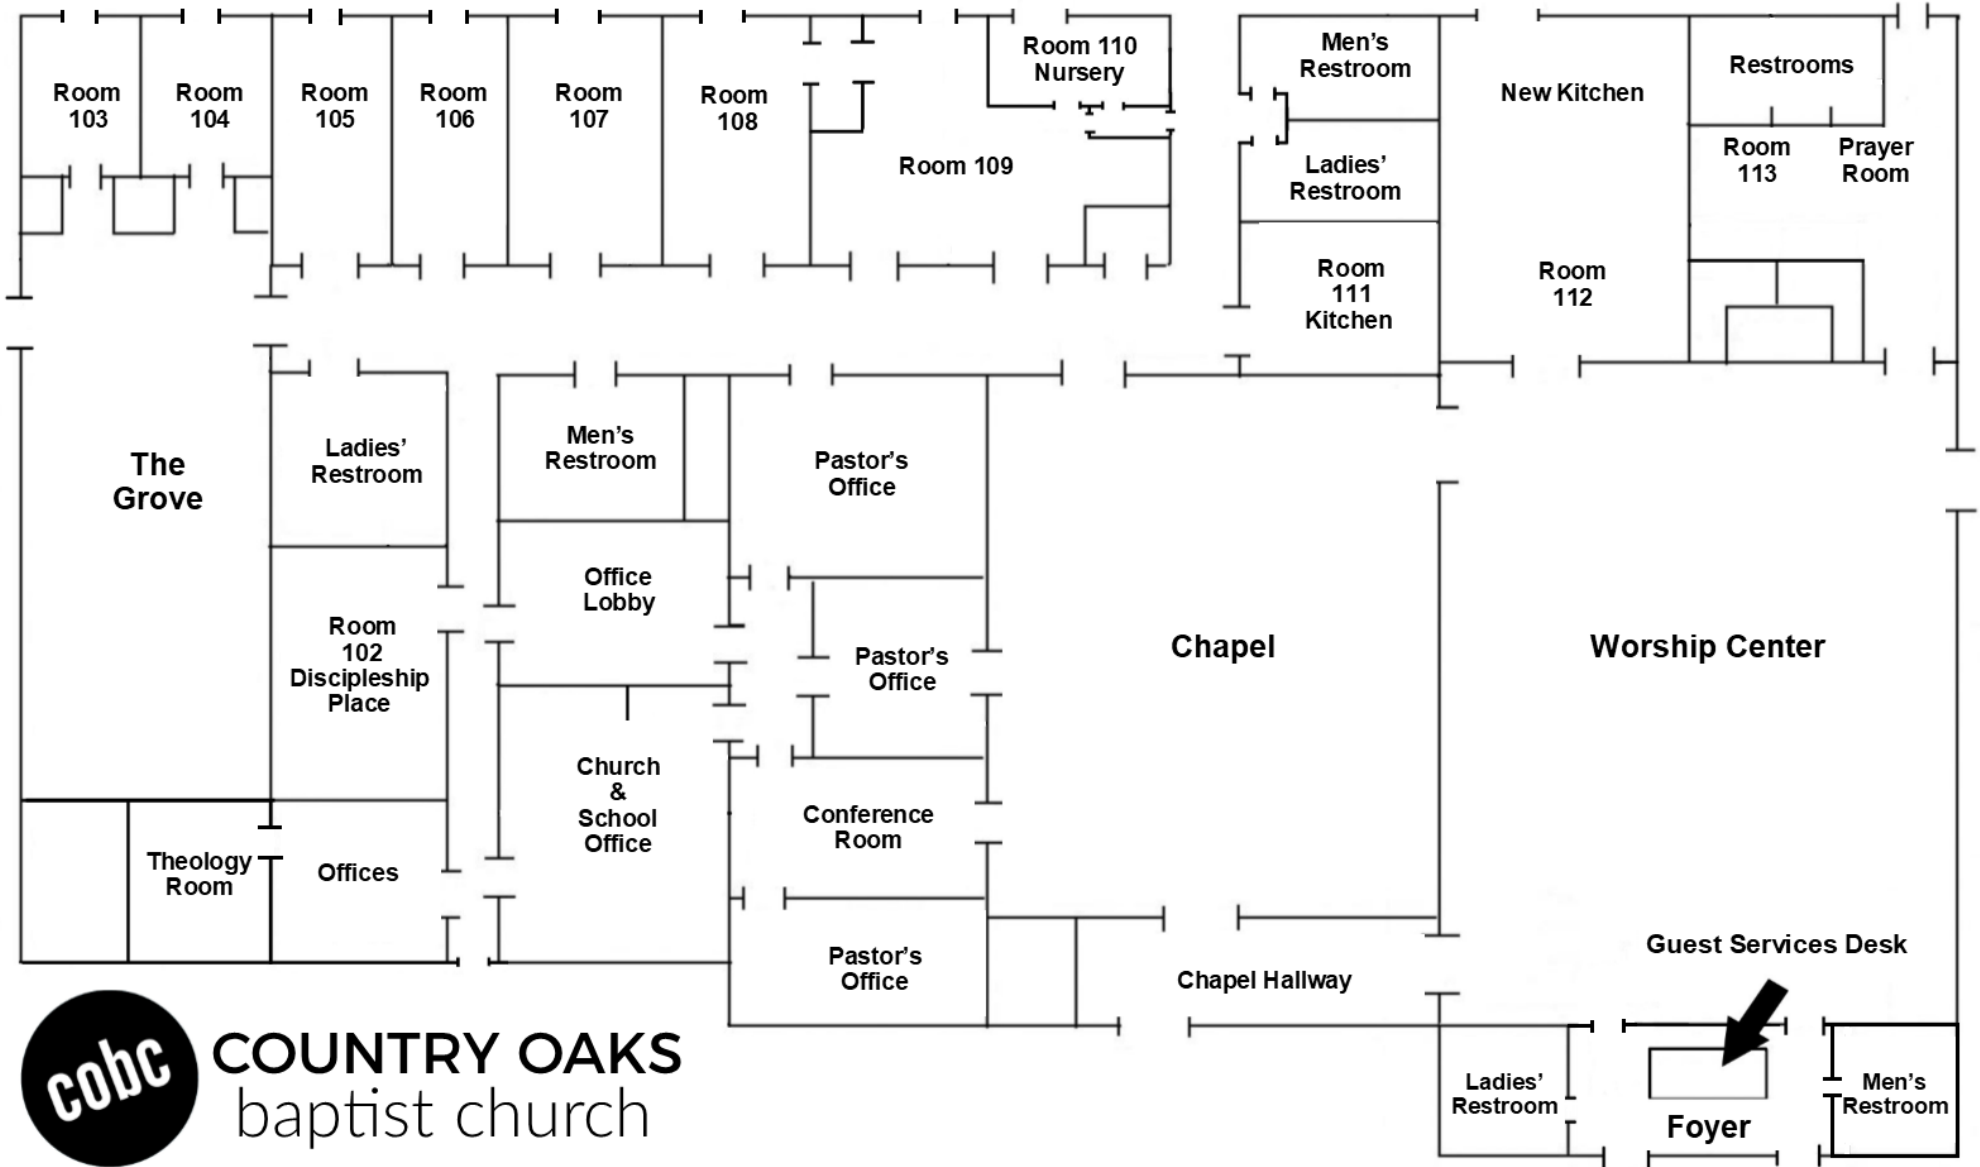 Room
103
Room
104
Room
105
Room
106
Room
107
Room
108
Room 109
Room 110
Nursery
Men's
Restroom
Ladies'
Restroom
Room
111
Kitchen
New Kitchen
Room
112
Restrooms
Room
113
Prayer
Room
The
Grove
Ladies'
Restroom
Men's
Restroom
Pastor's
Office
Office
Lobby
Room
102
Discipleship
Place
Pastor's
Office
Chapel
Worship Center
Church
&
School
Office
Conference
Room
Theology
Room
Offices
Pastor's
Office
Chapel Hallway
Guest Services Desk
Ladies'
Restroom
Foyer
Men's
Restroom
cobc
COUNTRY OAKS
baptist church